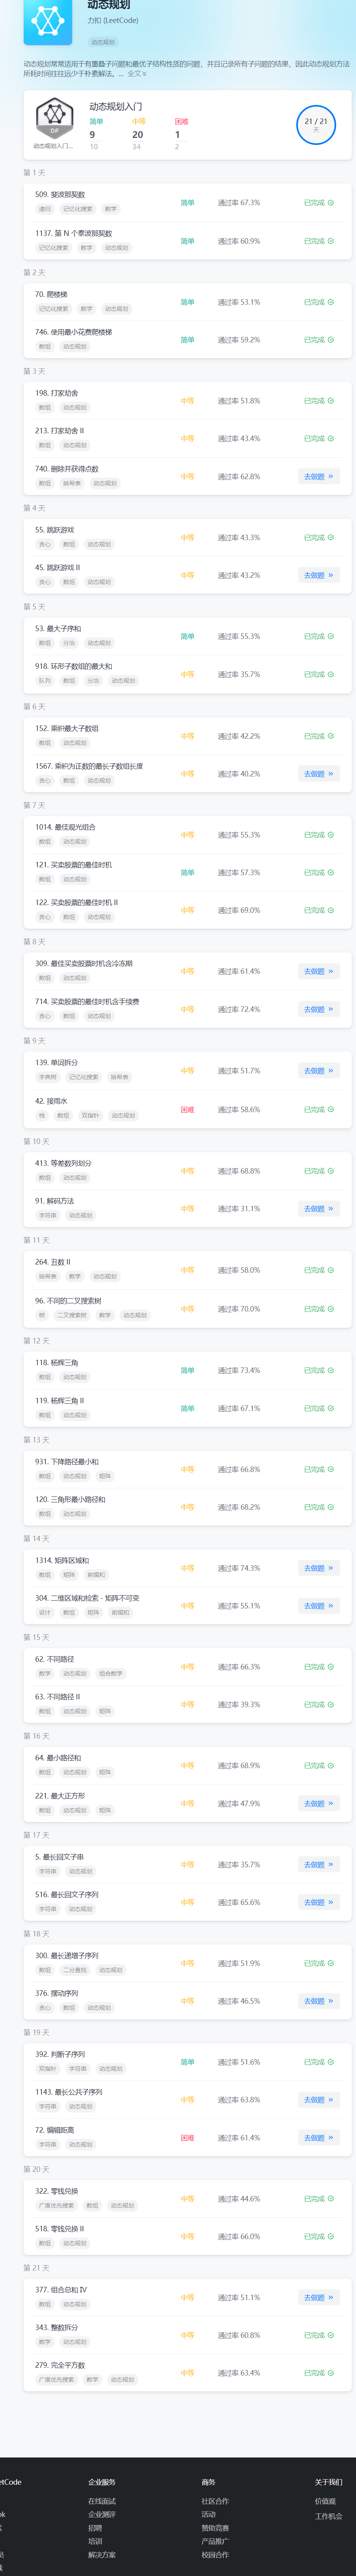 动态规划
力扣 (LeetCode)
动态规划
动态规划常常适用于有重叠子问题和最优子结构性质的问题，并且记录所有子问题的结果，因此动态规划方法
所耗时间往往远少于朴素解法。... 全文
动态规划入门
简单 中等 困难
9 20 1
10 34 2
DP
动态规划入门...
21 / 21
天
第 1 天
509. 斐波那契数
递归 记忆化搜索 数学
简单 通过率 67.3% 已完成
1137. 第 N 个泰波那契数
记忆化搜索 数学 动态规划
简单 通过率 60.9% 已完成
第 2 天
70. 爬楼梯
记忆化搜索 数学 动态规划
简单 通过率 53.1% 已完成
746. 使用最小花费爬楼梯
数组 动态规划
简单 通过率 59.2% 已完成
第 3 天
198. 打家劫舍
数组 动态规划
中等 通过率 51.8% 已完成
213. 打家劫舍 II
数组 动态规划
中等 通过率 43.4% 已完成
740. 删除并获得点数
数组 哈希表 动态规划
中等 通过率 62.8% 去做题
第 4 天
55. 跳跃游戏
贪心 数组 动态规划
中等 通过率 43.3% 已完成
45. 跳跃游戏 II
贪心 数组 动态规划
中等 通过率 43.2% 去做题
第 5 天
53. 最大子序和
数组 分治 动态规划
简单 通过率 55.3% 已完成
918. 环形子数组的最大和
队列 数组 分治 动态规划
中等 通过率 35.7% 已完成
第 6 天
152. 乘积最大子数组
数组 动态规划
中等 通过率 42.2% 已完成
1567. 乘积为正数的最长子数组长度
贪心 数组 动态规划
中等 通过率 40.2% 去做题
第 7 天
1014. 最佳观光组合
数组 动态规划
中等 通过率 55.3% 已完成
121. 买卖股票的最佳时机
数组 动态规划
简单 通过率 57.3% 已完成
122. 买卖股票的最佳时机 II
贪心 数组 动态规划
中等 通过率 69.0% 已完成
第 8 天
309. 最佳买卖股票时机含冷冻期
数组 动态规划
中等 通过率 61.4% 去做题
714. 买卖股票的最佳时机含手续费
贪心 数组 动态规划
中等 通过率 72.4% 去做题
第 9 天
139. 单词拆分
字典树 记忆化搜索 哈希表
中等 通过率 51.7% 去做题
42. 接雨水
栈 数组 双指针 动态规划
困难 通过率 58.6% 已完成
第 10 天
413. 等差数列划分
数组 动态规划
中等 通过率 68.8% 已完成
91. 解码方法
字符串 动态规划
中等 通过率 31.1% 去做题
第 11 天
264. 丑数 II
哈希表 数学 动态规划
中等 通过率 58.0% 已完成
96. 不同的二叉搜索树
树 二叉搜索树 数学 动态规划
中等 通过率 70.0% 已完成
第 12 天
118. 杨辉三角
数组 动态规划
简单 通过率 73.4% 已完成
119. 杨辉三角 II
数组 动态规划
简单 通过率 67.1% 已完成
第 13 天
931. 下降路径最小和
数组 动态规划 矩阵
中等 通过率 66.8% 已完成
120. 三角形最小路径和
数组 动态规划
中等 通过率 68.2% 已完成
第 14 天
1314. 矩阵区域和
数组 矩阵 前缀和
中等 通过率 74.3% 去做题
304. 二维区域和检索 - 矩阵不可变
设计 数组 矩阵 前缀和
中等 通过率 55.1% 去做题
第 15 天
62. 不同路径
数学 动态规划 组合数学
中等 通过率 66.3% 已完成
63. 不同路径 II
数组 动态规划 矩阵
中等 通过率 39.3% 已完成
第 16 天
64. 最小路径和
数组 动态规划 矩阵
中等 通过率 68.9% 已完成
221. 最大正方形
数组 动态规划 矩阵
中等 通过率 47.9% 去做题
第 17 天
5. 最长回文子串
字符串 动态规划
中等 通过率 35.7% 去做题
516. 最长回文子序列
字符串 动态规划
中等 通过率 65.6% 去做题
第 18 天
300. 最长递增子序列
数组 二分查找 动态规划
中等 通过率 51.9% 已完成
376. 摆动序列
贪心 数组 动态规划
中等 通过率 46.5% 去做题
第 19 天
392. 判断子序列
双指针 字符串 动态规划
简单 通过率 51.6% 已完成
1143. 最长公共子序列
字符串 动态规划
中等 通过率 63.8% 去做题
72. 编辑距离
字符串 动态规划
困难 通过率 61.4% 去做题
第 20 天
322. 零钱兑换
广度优先搜索 数组 动态规划
中等 通过率 44.6% 已完成
518. 零钱兑换 II
数组 动态规划
中等 通过率 66.0% 已完成
第 21 天
377. 组合总和 Ⅳ
数组 动态规划
中等 通过率 51.1% 去做题
343. 整数拆分
数学 动态规划
中等 通过率 60.8% 已完成
279. 完全平方数
广度优先搜索 数学 动态规划
中等 通过率 63.4% 已完成
etCode 企业服务 商务 关于我们
在线面试 社区合作 价值观
企业测评 活动 工作机会
招聘 赞助竞赛
培训 产品推广
解决方案 校园合作